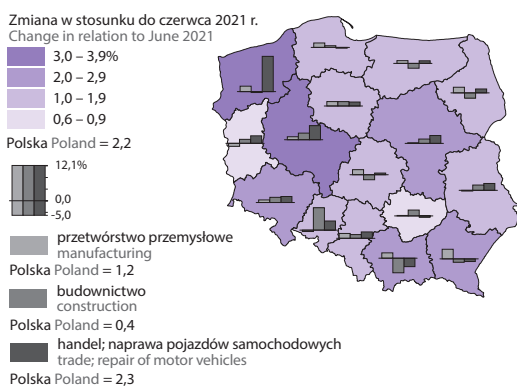 Zmiana w stosunku do czerwca 2021 r.
Change in relation to June 2021
3,0 – 3,9%
2,0 – 2,9
1,0 – 1,9
0,6 – 0,9
Polska Poland = 2,2
12,1%
0,0
-5,0
przetwórstwo przemysłowe
manufacturing
Polska Poland = 1,2
budownictwo
construction
Polska Poland = 0,4
handel; naprawa pojazdów samochodowych
trade; repair of motor vehicles
Polska Poland = 2,3